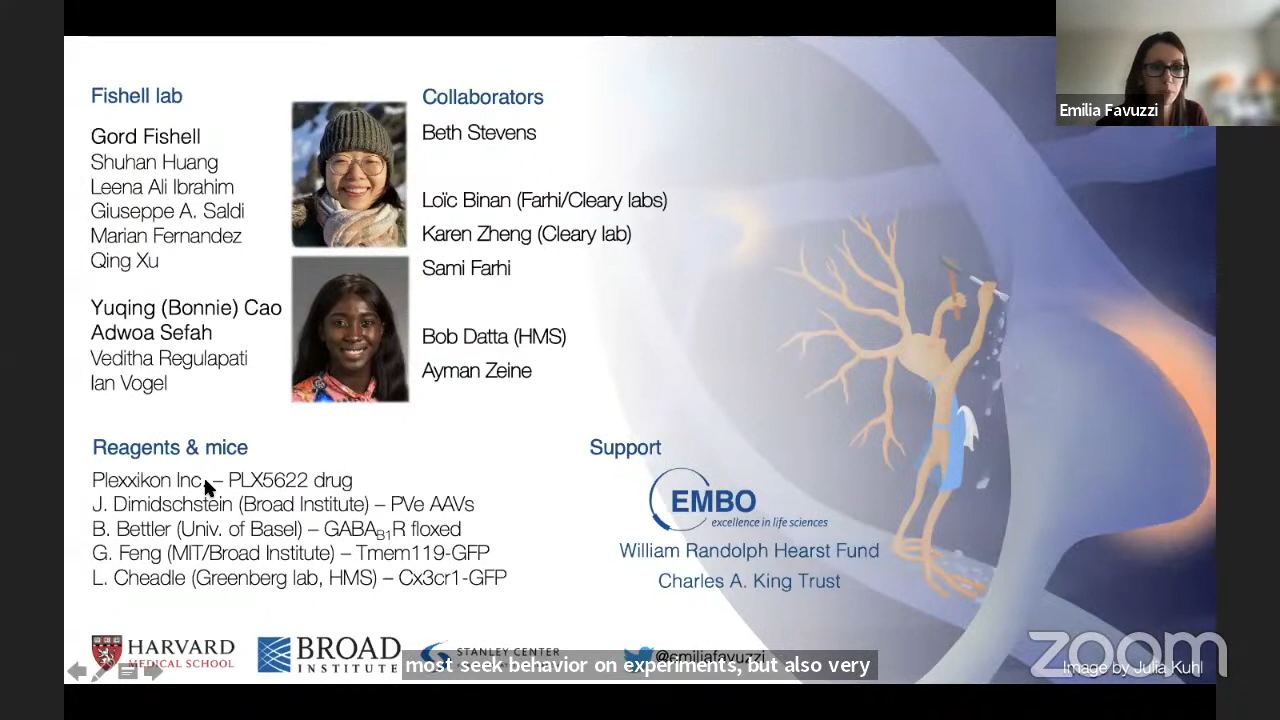 Emilia Favuzzi
Fishell lab
Gord Fishell
Shuhan Huang
Leena Ali Ibrahim
Giuseppe A. Saldi
Marian Fernandez
Qing Xu
Yuqing (Bonnie) Cao
Adwoa Sefah
Veditha Regulapati
Ian Vogel
Collaborators
Beth Stevens
Loïc Binan (Farhi/Cleary labs)
Karen Zheng (Cleary lab)
Sami Farhi
Bob Datta (HMS)
Ayman Zeine
Reagents & mice
Plexxikon Inc. – PLX5622 drug
J. Dimidschstein (Broad Institute) – PVe AAVs
B. Bettler (Univ. of Basel) – GABAB1R floxed
G. Feng (MIT/Broad Institute) – Tmem119-GFP
L. Cheadle (Greenberg lab, HMS) – Cx3cr1-GFP
Support
EMBO
excellence in life sciences
William Randolph Hearst Fund
Charles A. King Trust
HARVARD
MEDICAL SCHOOL
BROAD
INSTITUTE
STANLEY CENTER
@emiliafavuzzi
most seek behavior on experiments, but also very
zoom
Image by Julia Kuhl